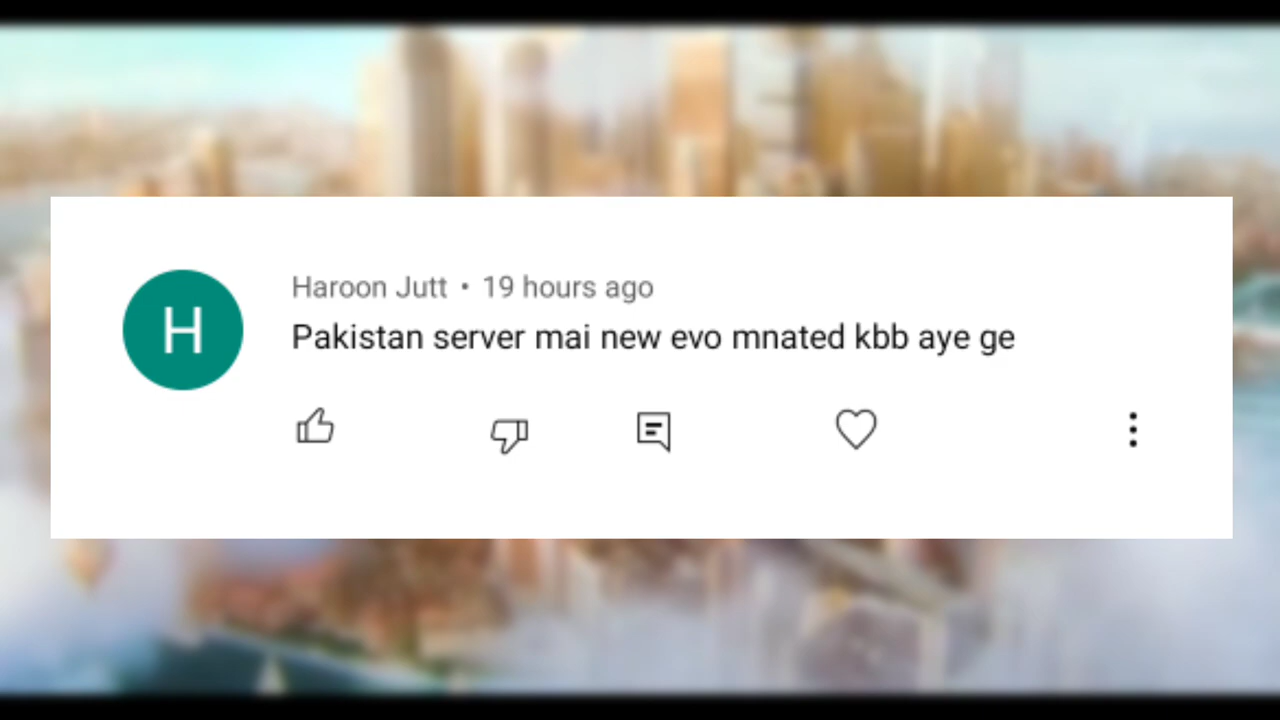 H
Haroon Jutt • 19 hours ago
Pakistan server mai new evo mnated kbb aye ge